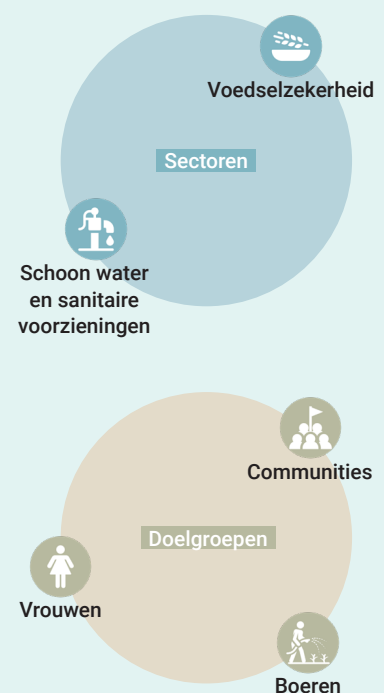 Voedselzekerheid
Sectoren
Schoon water
en sanitaire
voorzieningen
Communities
Doelgroepen
Vrouwen
Boeren